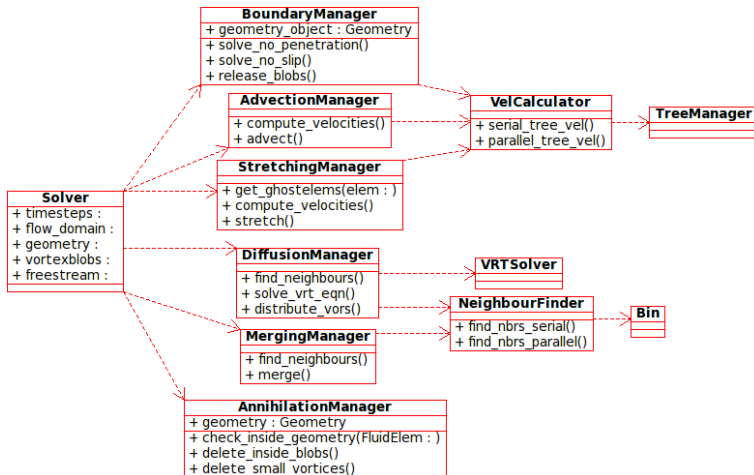 BoundaryManager
+ geometry_object : Geometry
+ solve_no_penetration()
+ solve_no_slip()
+ release_blobs()
AdvectionManager
+ compute_velocities()
+ advect()
VelCalculator
+ serial_tree_vel()
+ parallel_tree_vel()
TreeManager
StretchingManager
+ get_ghostelems(elem : )
+ compute_velocities()
+ stretch()
Solver
+ timesteps :
+ flow_domain :
+ geometry :
+ vortexblobs :
+ freestream :
DiffusionManager
+ find_neighbours()
+ solve_vrt_eqn()
+ distribute_vors()
VRTSolver
NeighbourFinder
+ find_nbrs_serial()
+ find_nbrs_parallel()
Bin
MergingManager
+ find_neighbours()
+ merge()
AnnihilationManager
+ geometry : Geometry
+ check_inside_geometry(FluidElem : )
+ delete_inside_blobs()
+ delete_small_vortices()